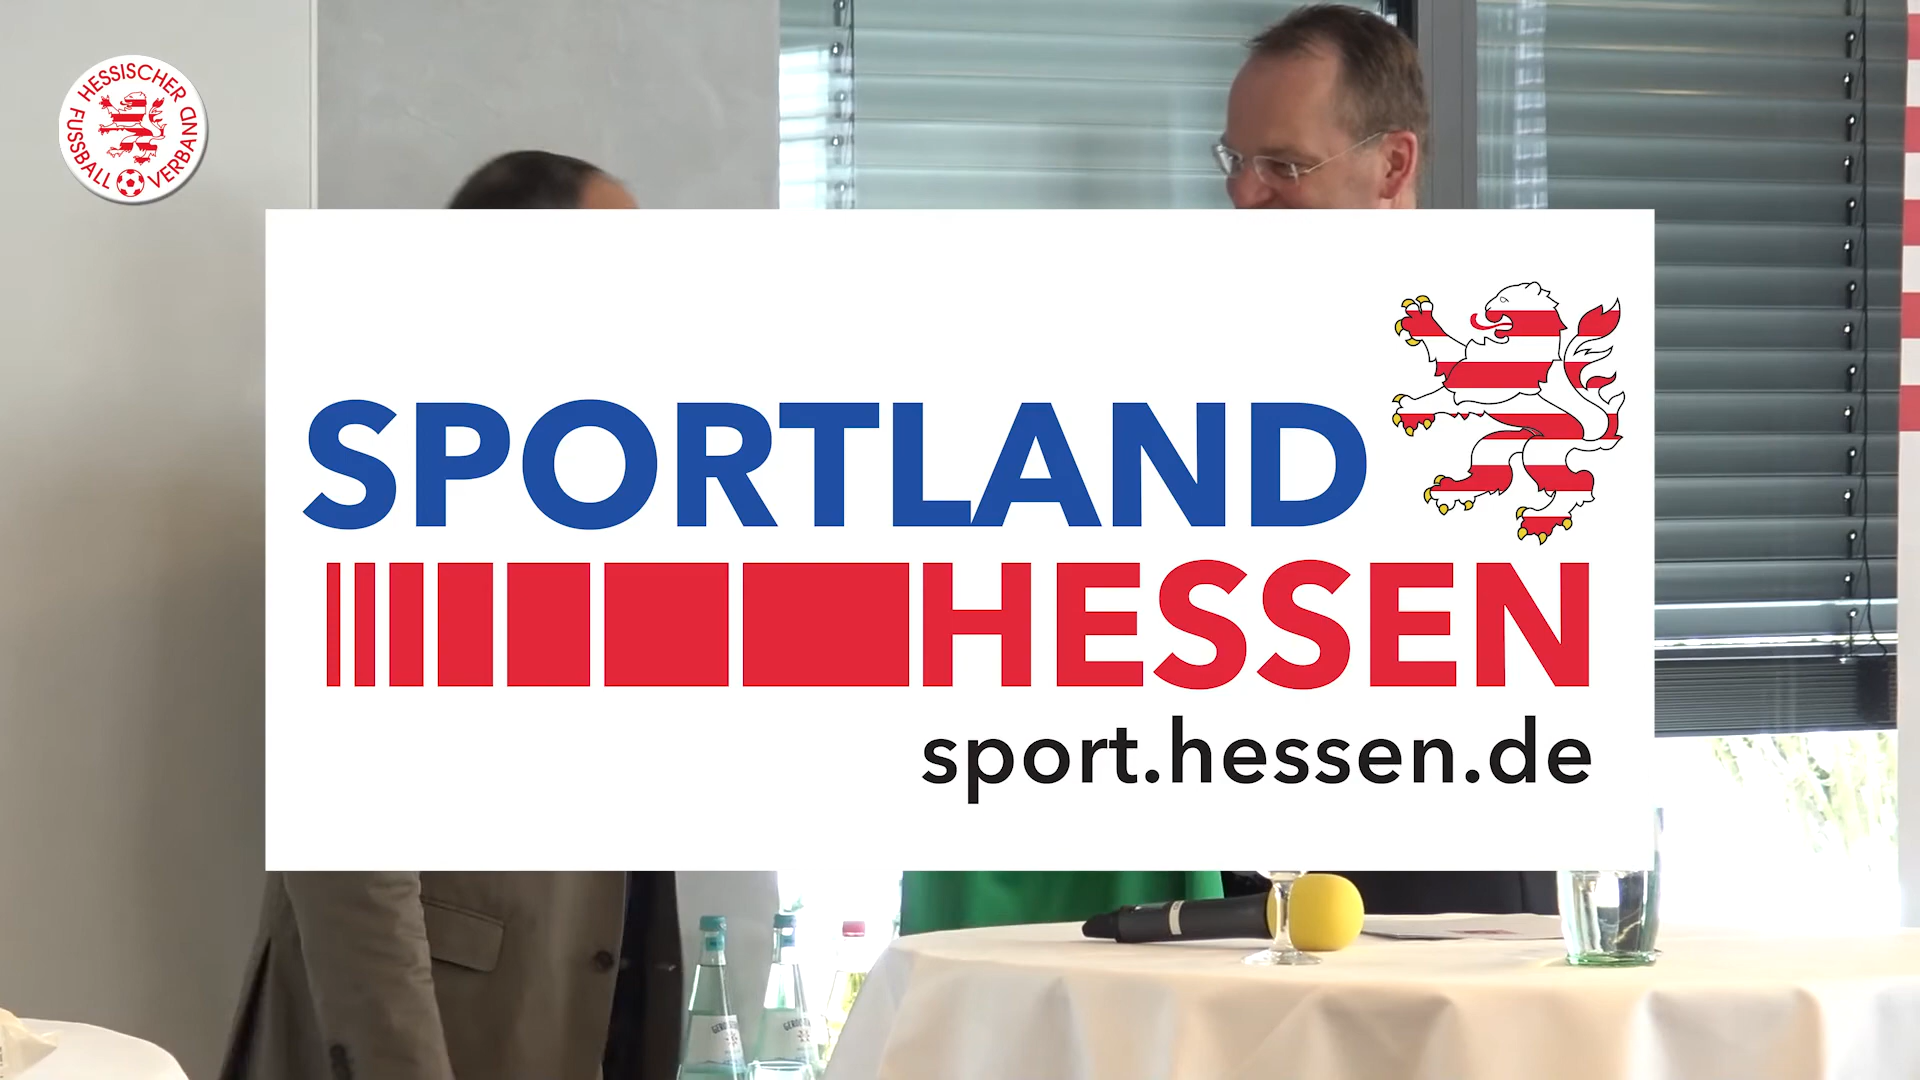 HESSISCHER
FUSSBALL VERBAND
SPORTLAND
HESSEN
sport.hessen.de